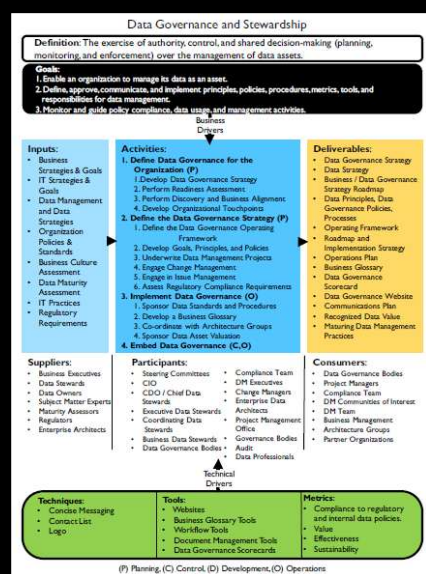 Data Governance and Stewardship
Definition: The exercise of authority, control, and shared decision-making (planning,
monitoring, and enforcement) over the management of data assets.
Goals:
1. Enable an organization to manage its data as an asset.
2. Define, approve, communicate, and implement principles, policies, procedures, metrics, tools, and
responsibilities for data management.
3. Monitor and guide policy compliance, data usage, and management activities.
Business
Drivers
Inputs:
• Business
Strategies & Goals
• IT Strategies &
Goals
• Data Management
and Data
Strategies
• Organization
Policies &
Standards
• Business Culture
Assessment
• Data Maturity
Assessment
• IT Practices
• Regulatory
Requirements
Activities:
1. Define Data Governance for the
Organization (P)
1. Develop Data Governance Strategy
2. Perform Readiness Assessment
3. Perform Discovery and Business Alignment
4. Develop Organizational Touchpoints
2. Define the Data Governance Strategy (P)
1. Define the Data Governance Operating
Framework
2. Develop Goals, Principles, and Policies
3. Underwrite Data Management Projects
4. Engage Change Management
5. Engage in Issue Management
6. Assess Regulatory Compliance Requirements
3. Implement Data Governance (O)
1. Sponsor Data Standards and Procedures
2. Develop a Business Glossary
3. Co-ordinate with Architecture Groups
4. Sponsor Data Asset Valuation
4. Embed Data Governance (C,O)
Deliverables:
• Data Governance Strategy
• Data Strategy
• Business / Data Governance
Strategy Roadmap
• Data Principles, Data
Governance Policies,
Processes
• Operating Framework
• Roadmap and
Implementation Strategy
• Operations Plan
• Business Glossary
• Data Governance
Scorecard
• Data Governance Website
• Communications Plan
• Recognized Data Value
• Maturing Data Management
Practices
Suppliers:
• Business Executives
• Data Stewards
• Data Owners
• Subject Matter Experts
• Maturity Assessors
• Regulators
• Enterprise Architects
Participants:
• Steering Committees
• CIO
• CDO / Chief Data
Stewards
• Executive Data Stewards
• Coordinating Data
Stewards
• Business Data Stewards
• Data Governance Bodies
• Compliance Team
• DM Executives
• Change Managers
• Enterprise Data
Architects
• Project Management
Office
• Governance Bodies
• Audit
• Data Professionals
Consumers:
• Data Governance Bodies
• Project Managers
• Compliance Team
• DM Communities of Interest
• DM Team
• Business Management
• Architecture Groups
• Partner Organizations
Technical
Drivers
Techniques:
• Concise Messaging
• Contact List
• Logo
Tools:
• Websites
• Business Glossary Tools
• Workflow Tools
• Document Management Tools
• Data Governance Scorecards
Metrics:
• Compliance to regulatory
and internal data policies.
• Value
• Effectiveness
• Sustainability
(P) Planning, (C) Control, (D) Development, (O) Operations